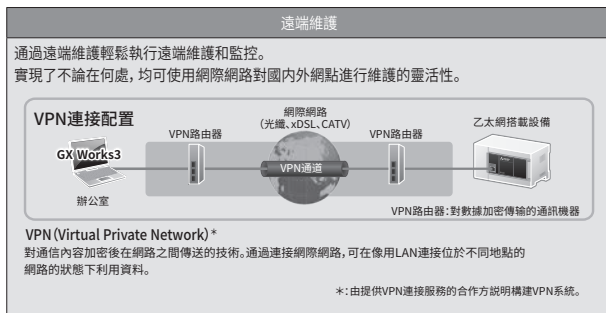 遠端維護
通過遠端維護輕鬆執行遠端維護和監控。
實現了不論在何處，均可使用網際網路對國內外網點進行維護的靈活性。
VPN連接配置
網際網路
(光纖、xDSL、CATV)
VPN路由器
VPN路由器
乙太網搭載設備
GX Works3
VPN通道
辦公室
VPN路由器：對數據加密傳輸的通訊機器
VPN（Virtual Private Network）*
對通信內容加密後在網路之間傳送的技術。通過連接網際網路，可在像用LAN連接位於不同地點的
網路的狀態下利用資料。
*：由提供VPN連接服務的合作方說明構建VPN系統。